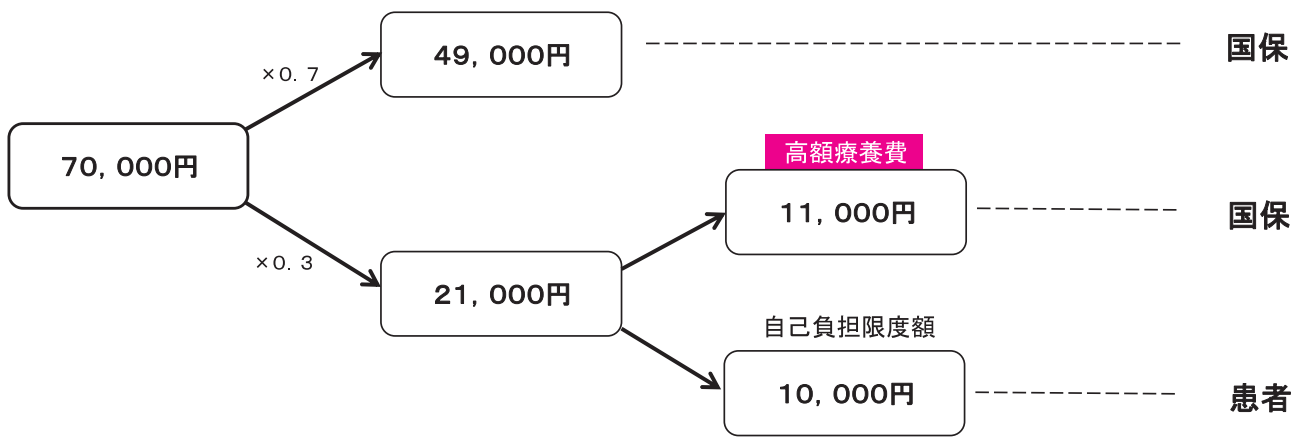 49，000円
国保
×0．7
高額療養費
70，000円
11，000円
国保
×0．3
21，000円
自己負担限度額
10，000円
患者